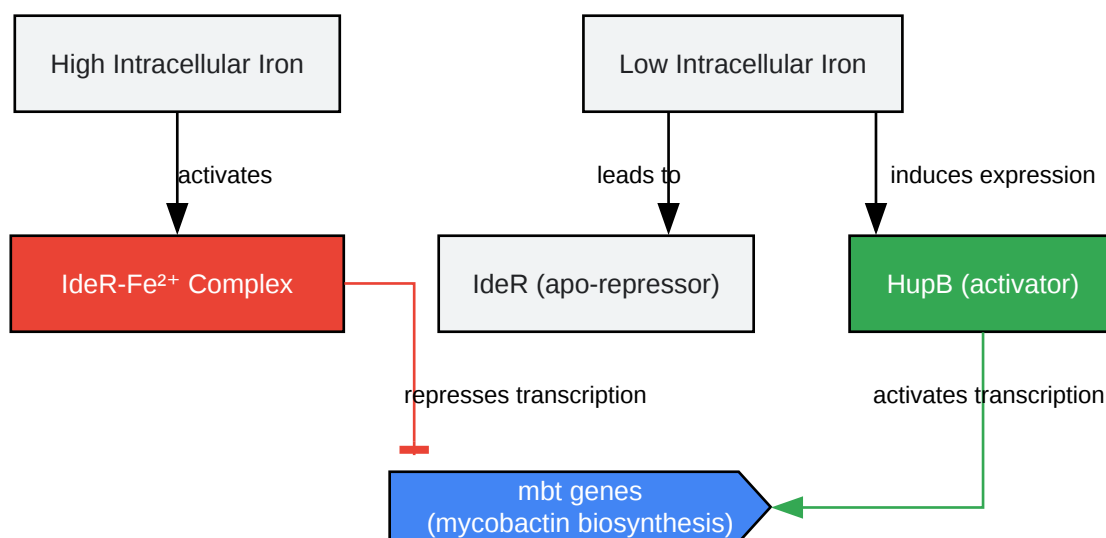 High Intracellular Iron
Low Intracellular Iron
activates
leads to
induces expression
IdeR-Fe²⁺ Complex
IdeR (apo-repressor)
HupB (activator)
represses transcription
activates transcription
mbt genes
(mycobactin biosynthesis)